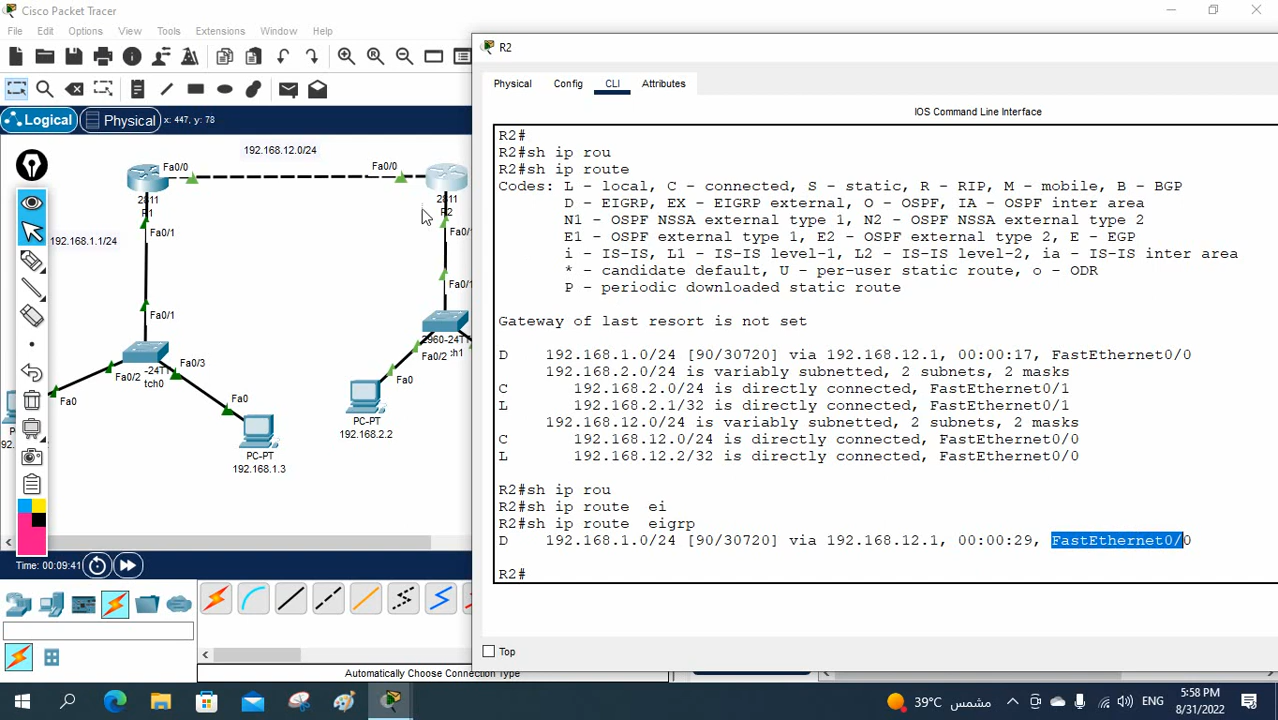 Cisco Packet Tracer
File Edit Options View Tools Extensions Window Help
Logical Physical x: 447, y: 78
192.168.12.0/24
Fa0/0 Fa0/0
2811 2811
R1 R2
192.168.1.1/24 Fa0/1 Fa0/
Fa0/1 Fa0/
2960-24TT
-24TT Fa0/3 Fa0/2 :h1
Fa0/2 tch0
Fa0 Fa0 Fa0
PC-PT
192.168.2.2
PC-PT
192.168.1.3
Time: 00:09:41
Automatically Choose Connection Type
R2
Physical Config CLI Attributes
IOS Command Line Interface
R2#
R2#sh ip rou
R2#sh ip route
Codes: L - local, C - connected, S - static, R - RIP, M - mobile, B - BGP
D - EIGRP, EX - EIGRP external, O - OSPF, IA - OSPF inter area
N1 - OSPF NSSA external type 1, N2 - OSPF NSSA external type 2
E1 - OSPF external type 1, E2 - OSPF external type 2, E - EGP
i - IS-IS, L1 - IS-IS level-1, L2 - IS-IS level-2, ia - IS-IS inter area
* - candidate default, U - per-user static route, o - ODR
P - periodic downloaded static route
Gateway of last resort is not set
D 192.168.1.0/24 [90/30720] via 192.168.12.1, 00:00:17, FastEthernet0/0
192.168.2.0/24 is variably subnetted, 2 subnets, 2 masks
C 192.168.2.0/24 is directly connected, FastEthernet0/1
L 192.168.2.1/32 is directly connected, FastEthernet0/1
192.168.12.0/24 is variably subnetted, 2 subnets, 2 masks
C 192.168.12.0/24 is directly connected, FastEthernet0/0
L 192.168.12.2/32 is directly connected, FastEthernet0/0
R2#sh ip rou
R2#sh ip route ei
R2#sh ip route eigrp
D 192.168.1.0/24 [90/30720] via 192.168.12.1, 00:00:29, FastEthernet0/0
R2#
Top
39°C مشمس ENG 5:58 PM
8/31/2022